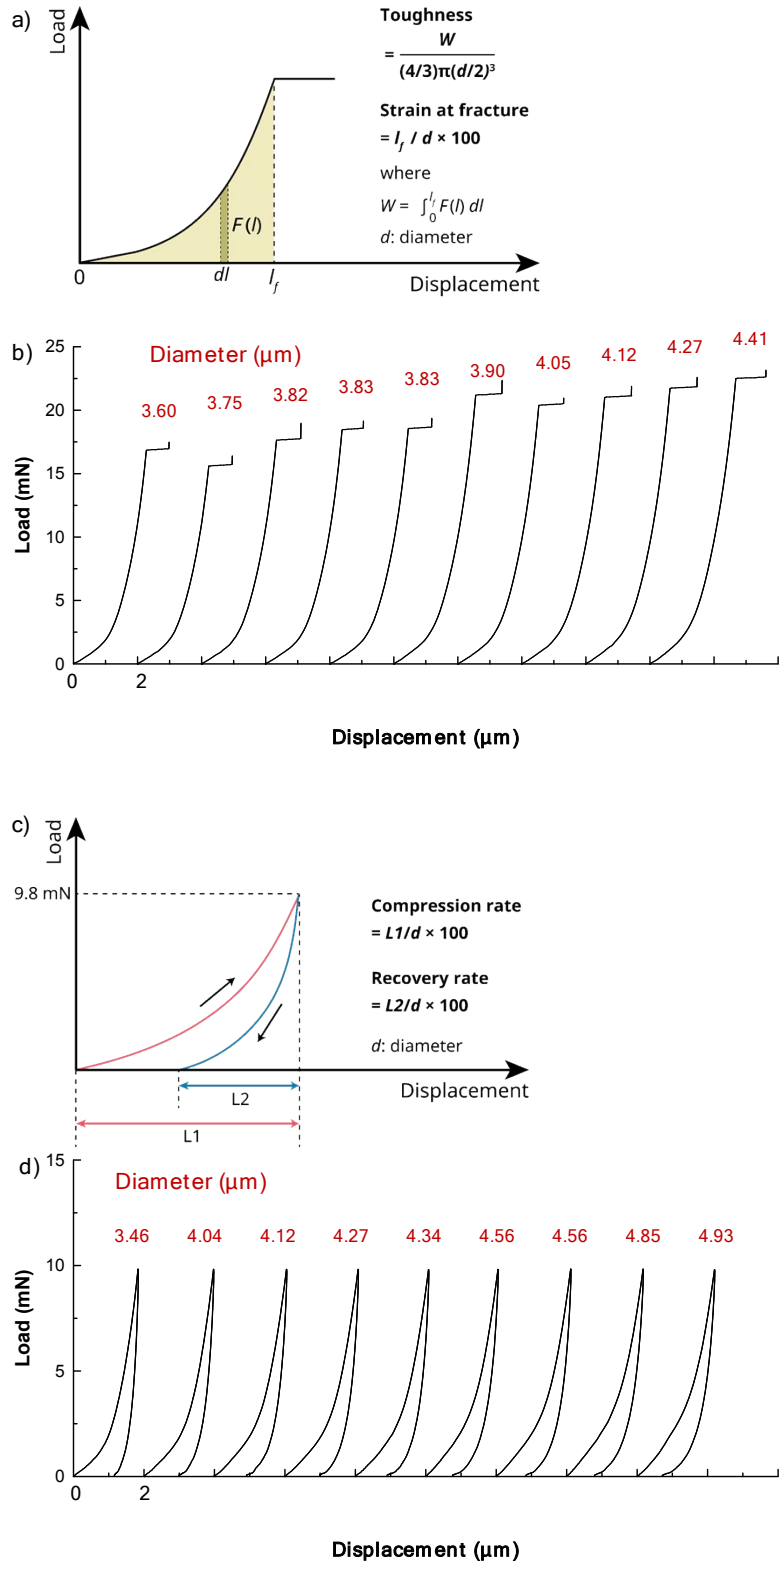 a)
Load
Toughness
= W / (4/3)π(d/2)³
Strain at fracture
= l_f / d × 100
where
W = ∫₀^{l_f} F(l) dl
d: diameter
F(l)
0
dl
l_f
Displacement
b)
Diameter (μm)
3.60
3.75
3.82
3.83
3.83
3.90
4.05
4.12
4.27
4.41
25
20
15
10
5
0
Load (mN)
0
2
Displacement (μm)
c)
Load
9.8 mN
Compression rate
= L1/d × 100
Recovery rate
= L2/d × 100
d: diameter
Displacement
L2
L1
d)
Diameter (μm)
3.46
4.04
4.12
4.27
4.34
4.56
4.56
4.85
4.93
15
10
5
0
Load (mN)
0
2
Displacement (μm)